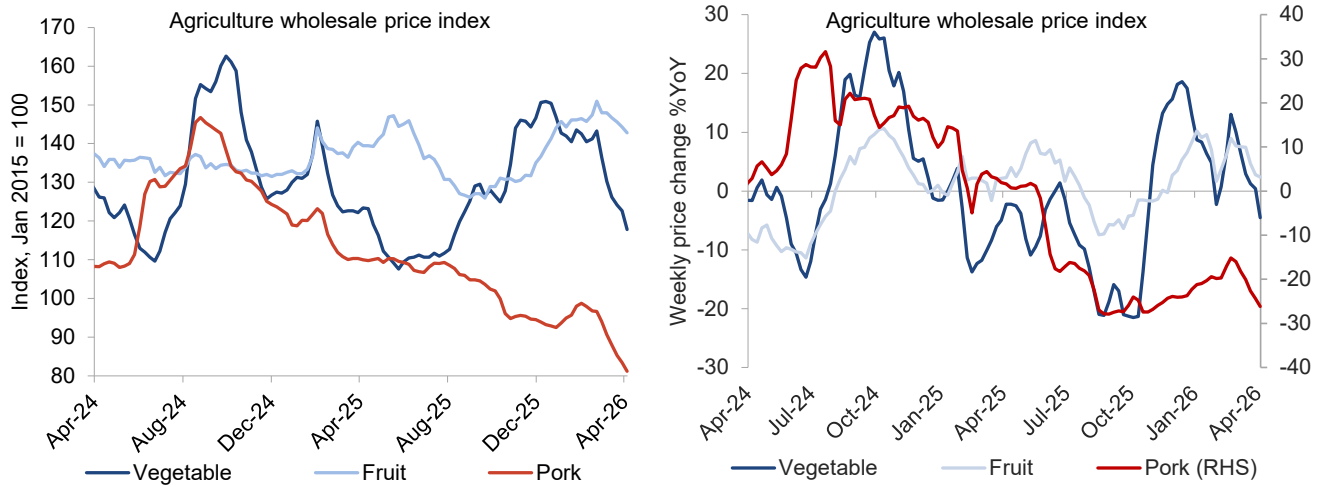 Agriculture wholesale price index
Index, Jan 2015 = 100
170
160
150
140
130
120
110
100
90
80
Apr-24
Aug-24
Dec-24
Apr-25
Aug-25
Dec-25
Apr-26
Vegetable
Fruit
Pork
Agriculture wholesale price index
Weekly price change %YoY
30
20
10
0
-10
-20
-30
40
30
20
10
0
-10
-20
-30
-40
Apr-24
Jul-24
Oct-24
Jan-25
Apr-25
Jul-25
Oct-25
Jan-26
Apr-26
Vegetable
Fruit
Pork (RHS)